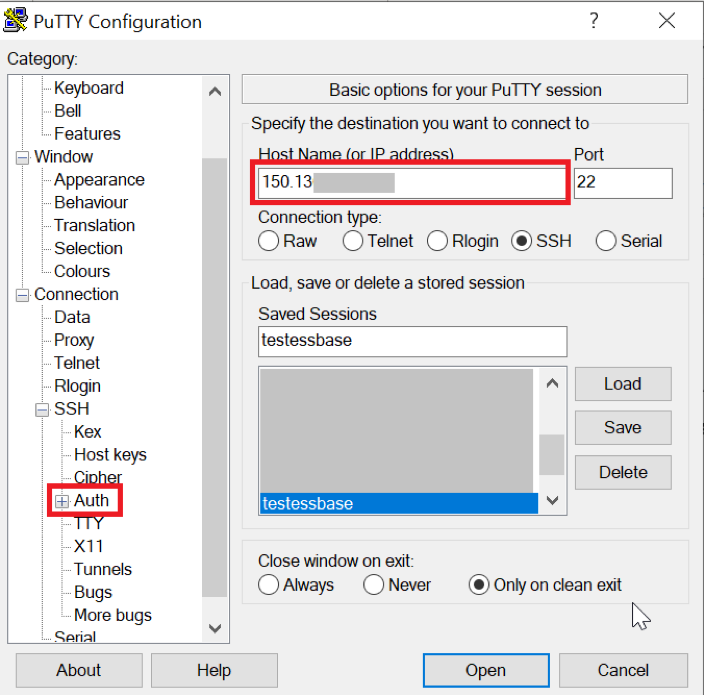 PuTTY Configuration
?
Category:
Keyboard
Bell
Features
Window
Appearance
Behaviour
Translation
Selection
Colours
Connection
Data
Proxy
Telnet
Rlogin
SSH
Kex
Host keys
Cipher
Auth
TTY
X11
Tunnels
Bugs
More bugs
Serial
Basic options for your PuTTY session
Specify the destination you want to connect to
Host Name (or IP address) Port
150.13 22
Connection type:
Raw Telnet Rlogin SSH Serial
Load, save or delete a stored session
Saved Sessions
testessbase
Load
Save
Delete
testessbase
Close window on exit:
Always Never Only on clean exit
About Help Open Cancel